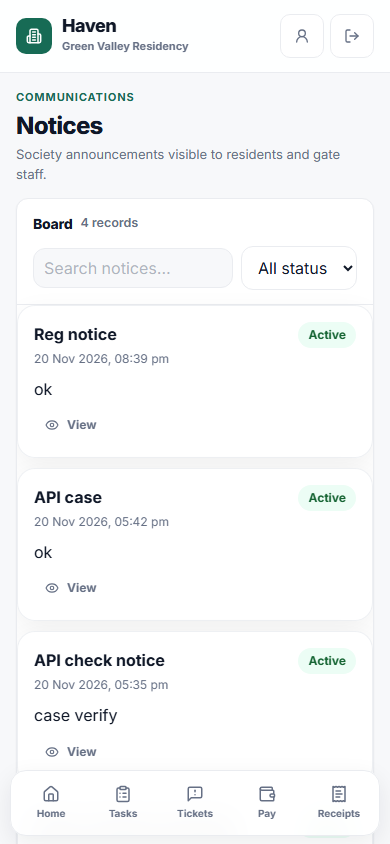 Haven
Green Valley Residency
COMMUNICATIONS
Notices
Society announcements visible to residents and gate
staff.
Board 4 records
Search notices...
All status
Reg notice
Active
20 Nov 2026, 08:39 pm
ok
View
API case
Active
20 Nov 2026, 05:42 pm
ok
View
API check notice
Active
20 Nov 2026, 05:35 pm
case verify
View
Home
Tasks
Tickets
Pay
Receipts